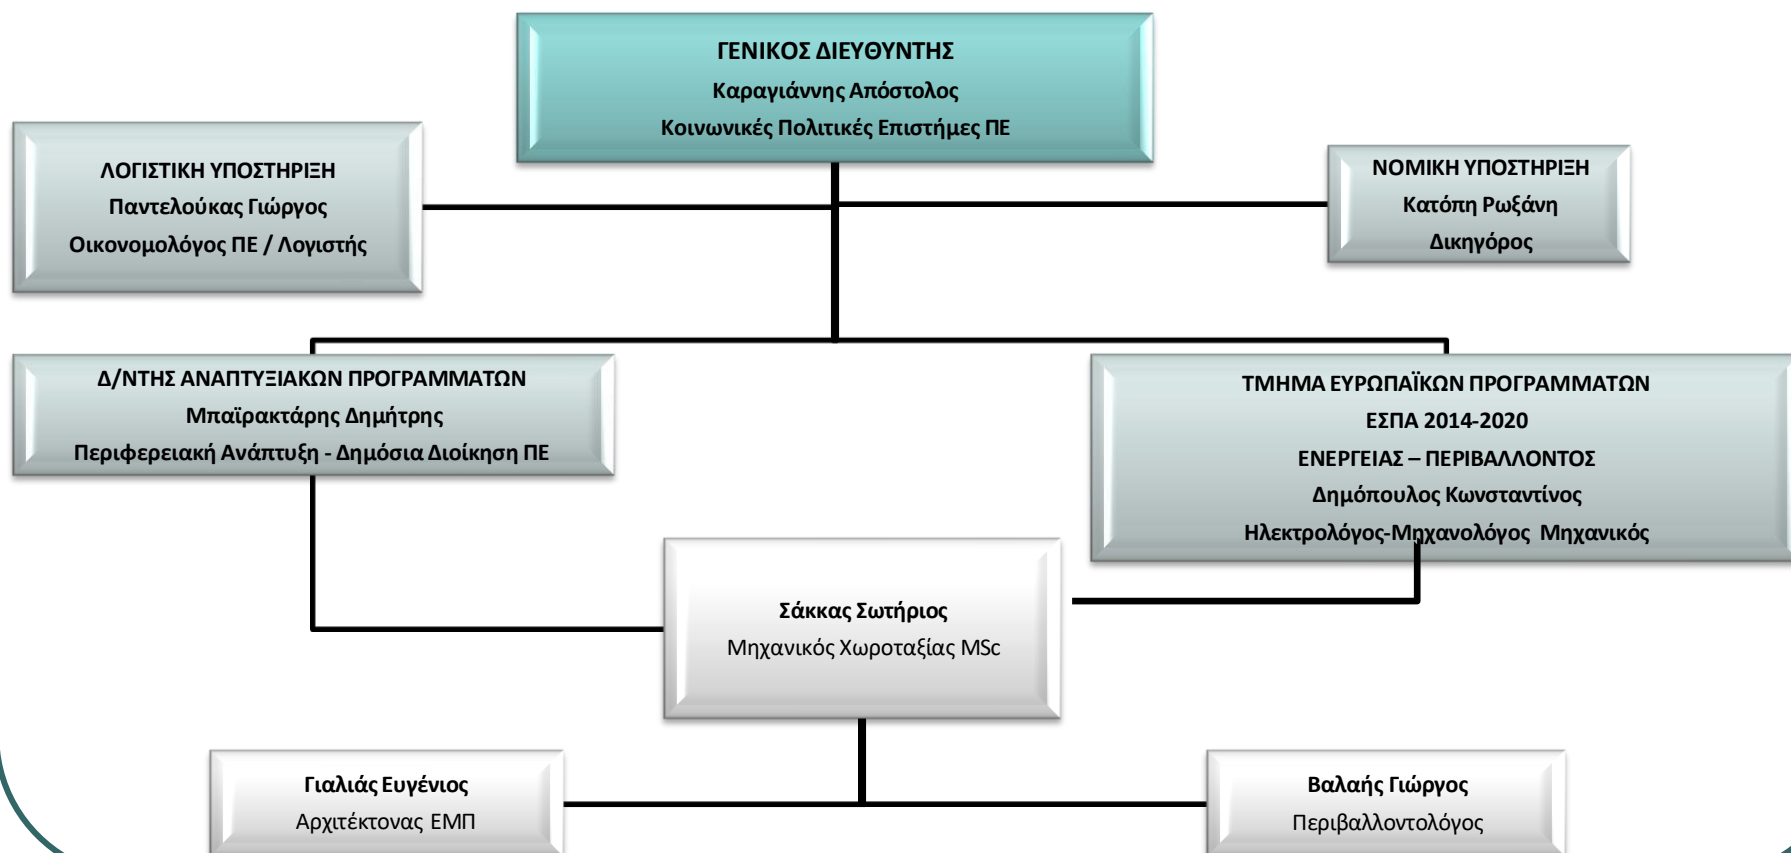 ΓΕΝΙΚΟΣ ΔΙΕΥΘΥΝΤΗΣ
Καραγιάννης Απόστολος
Κοινωνικές Πολιτικές Επιστήμες ΠΕ
ΛΟΓΙΣΤΙΚΗ ΥΠΟΣΤΗΡΙΞΗ
Παντελούκας Γιώργος
Οικονομολόγος ΠΕ / Λογιστής
ΝΟΜΙΚΗ ΥΠΟΣΤΗΡΙΞΗ
Κατόπη Ρωξάνη
Δικηγόρος
Δ/ΝΤΗΣ ΑΝΑΠΤΥΞΙΑΚΩΝ ΠΡΟΓΡΑΜΜΑΤΩΝ
Μπαϊρακτάρης Δημήτρης
Περιφερειακή Ανάπτυξη - Δημόσια Διοίκηση ΠΕ
ΤΜΗΜΑ ΕΥΡΩΠΑΪΚΩΝ ΠΡΟΓΡΑΜΜΑΤΩΝ
ΕΣΠΑ 2014-2020
ΕΝΕΡΓΕΙΑΣ – ΠΕΡΙΒΑΛΛΟΝΤΟΣ
Δημόπουλος Κωνσταντίνος
Ηλεκτρολόγος-Μηχανολόγος Μηχανικός
Σάκκας Σωτήριος
Μηχανικός Χωροταξίας MSc
Γιαλιάς Ευγένιος
Αρχιτέκτονας ΕΜΠ
Βαλαής Γιώργος
Περιβαλλοντολόγος